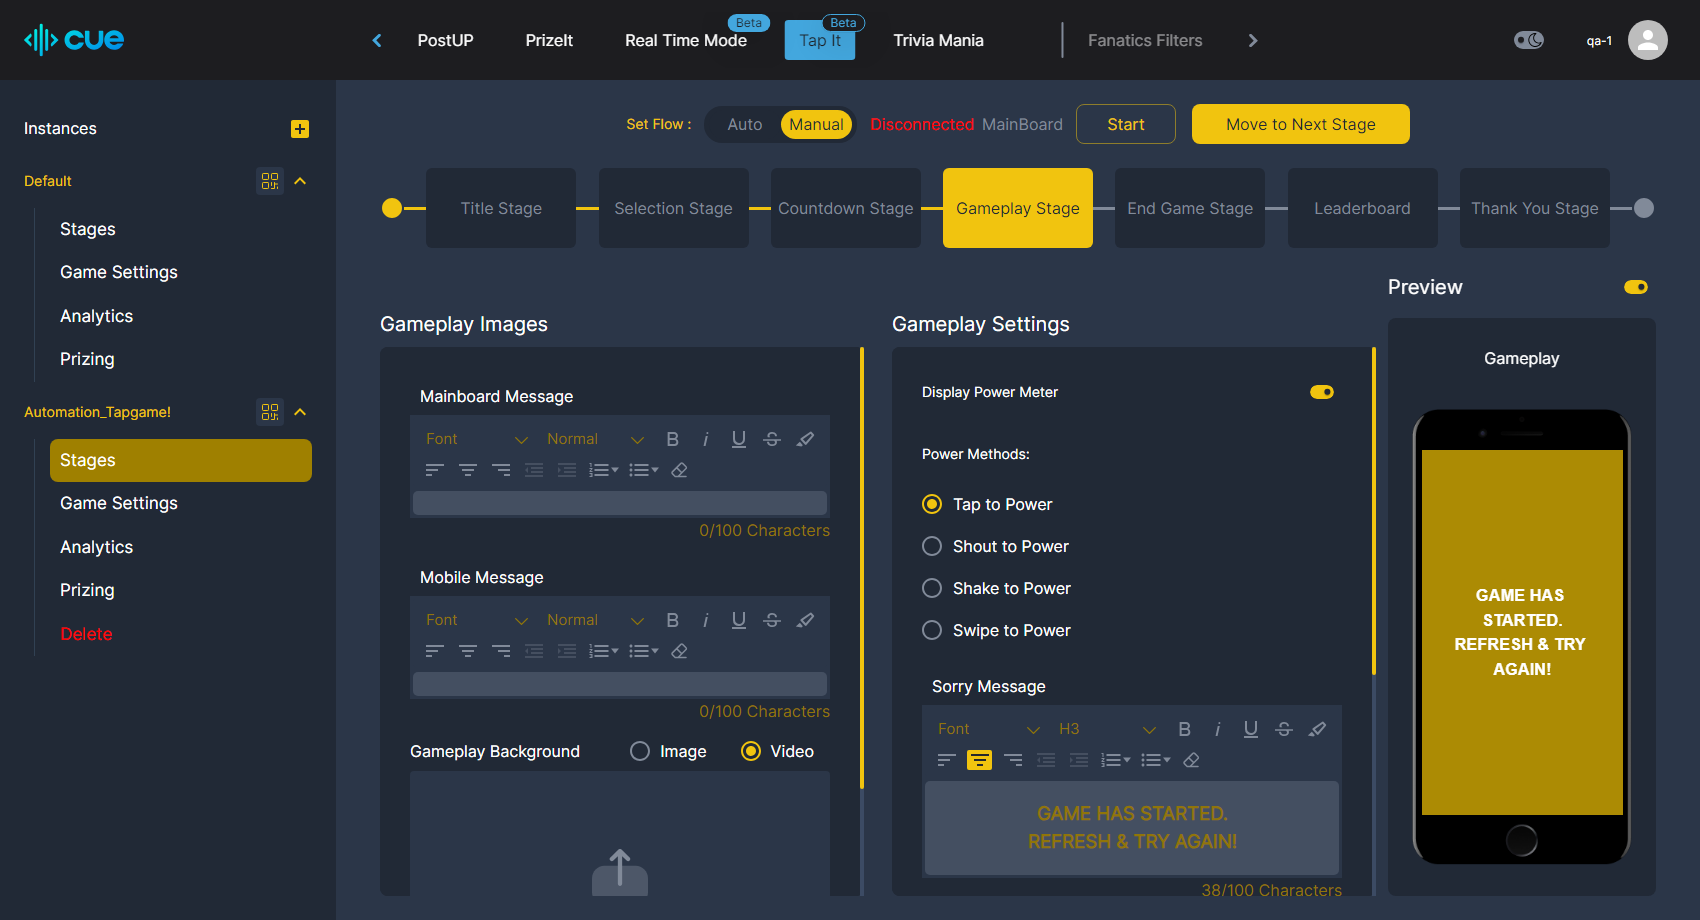 cue
PostUP
PrizeIt
Real Time Mode
Beta
Tap It
Beta
Trivia Mania
Fanatics Filters
qa-1
Instances
Default
Stages
Game Settings
Analytics
Prizing
Automation_Tapgame!
Stages
Game Settings
Analytics
Prizing
Delete
Set Flow :
Auto
Manual
Disconnected MainBoard
Start
Move to Next Stage
Title Stage
Selection Stage
Countdown Stage
Gameplay Stage
End Game Stage
Leaderboard
Thank You Stage
Gameplay Images
Mainboard Message
Font
Normal
0/100 Characters
Mobile Message
Font
Normal
0/100 Characters
Gameplay Background
Image
Video
Gameplay Settings
Display Power Meter
Power Methods:
Tap to Power
Shout to Power
Shake to Power
Swipe to Power
Sorry Message
Font
H3
GAME HAS STARTED.
REFRESH & TRY AGAIN!
38/100 Characters
Preview
Gameplay
GAME HAS
STARTED.
REFRESH & TRY
AGAIN!